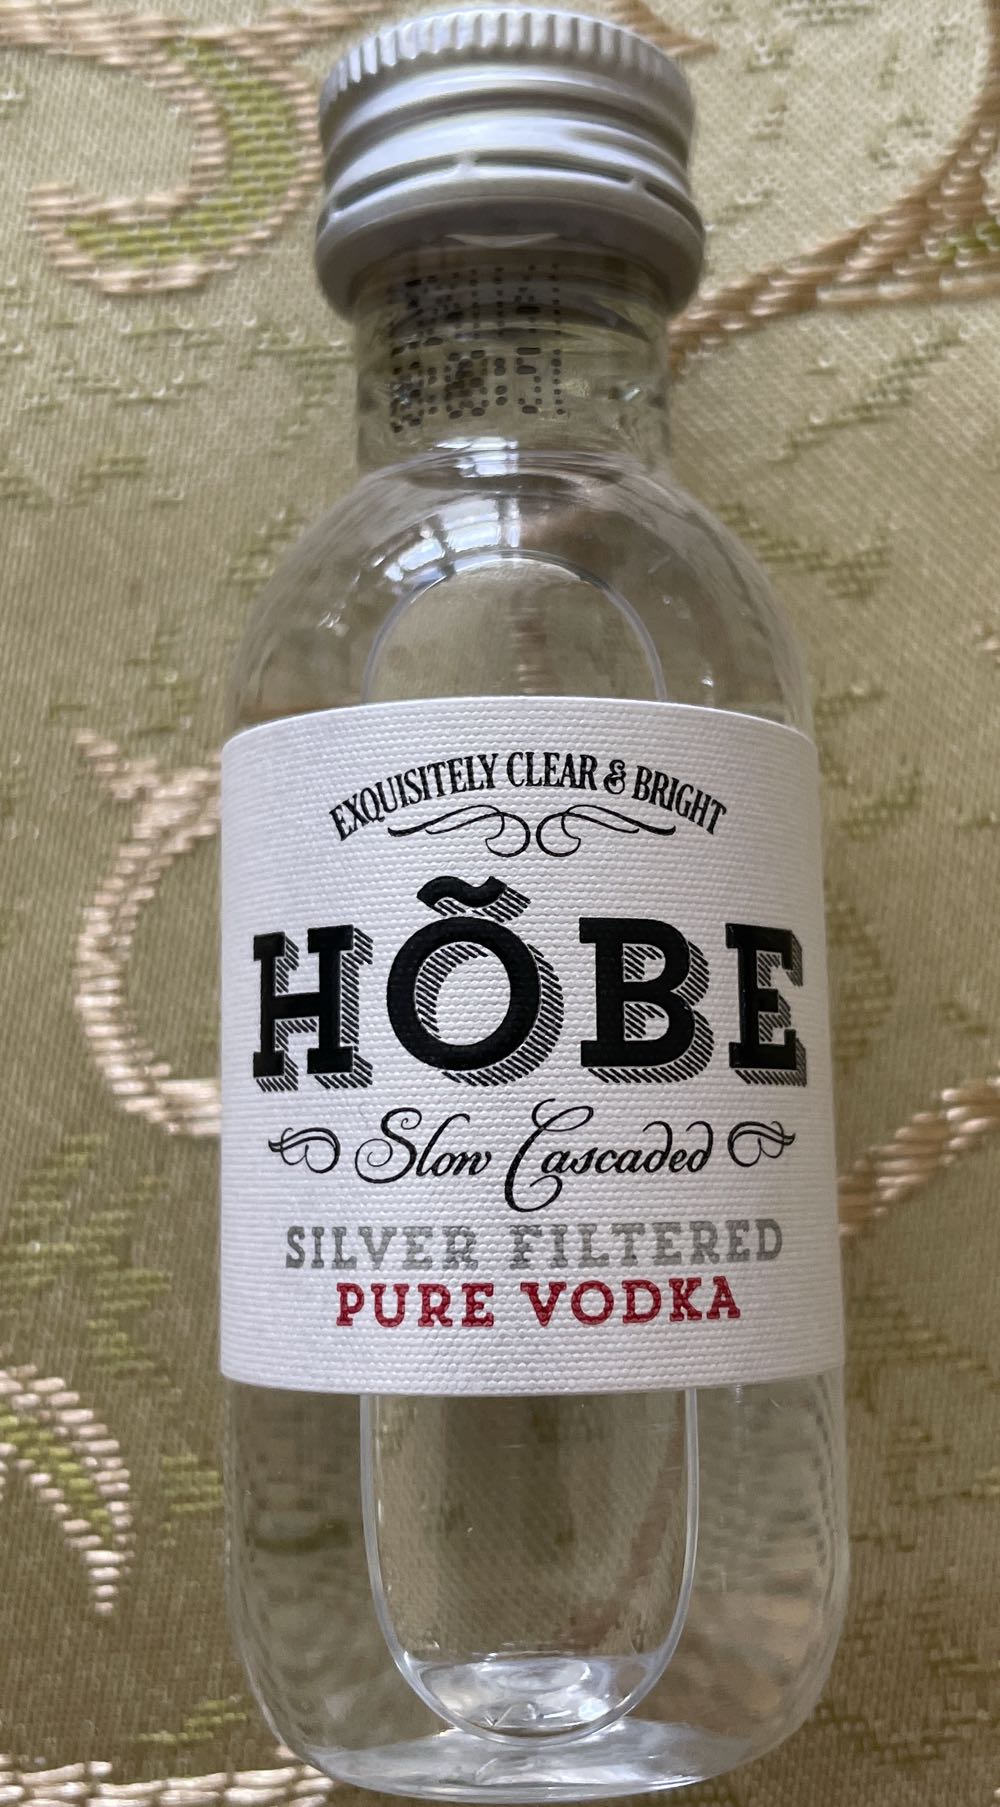 EXQUISITELY CLEAR & BRIGHT
HÕBE
Slow Cascaded
SILVER FILTERED
PURE VODKA